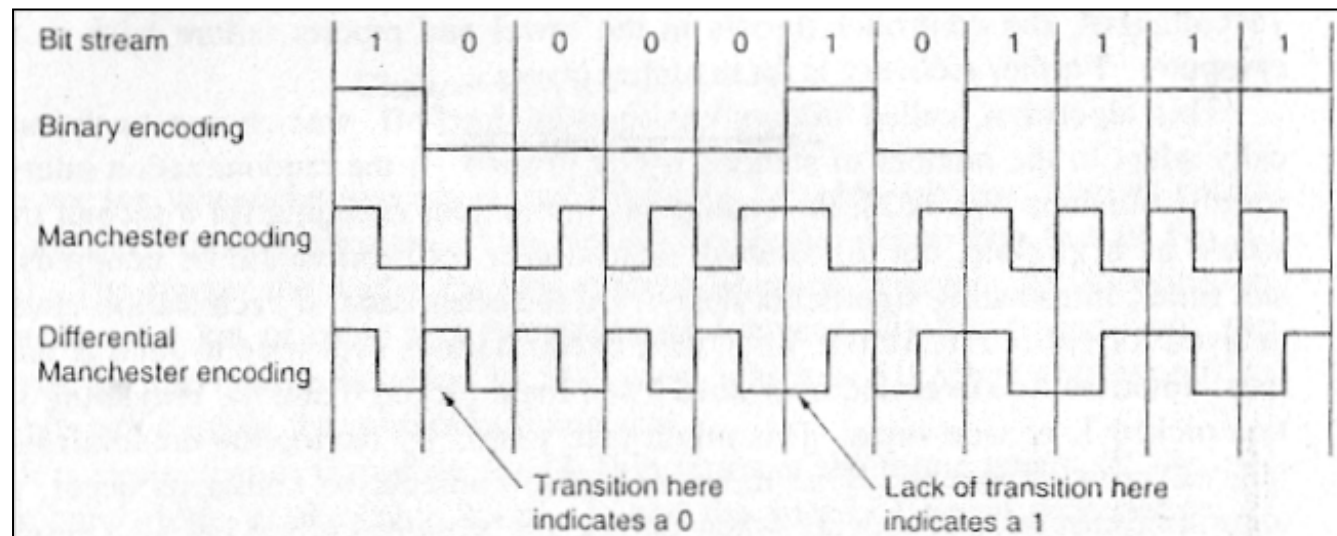 Bit stream 1 0 0 0 0 1 0 1 1 1 1
Binary encoding
Manchester encoding
Differential
Manchester encoding
Transition here
indicates a 0
Lack of transition here
indicates a 1